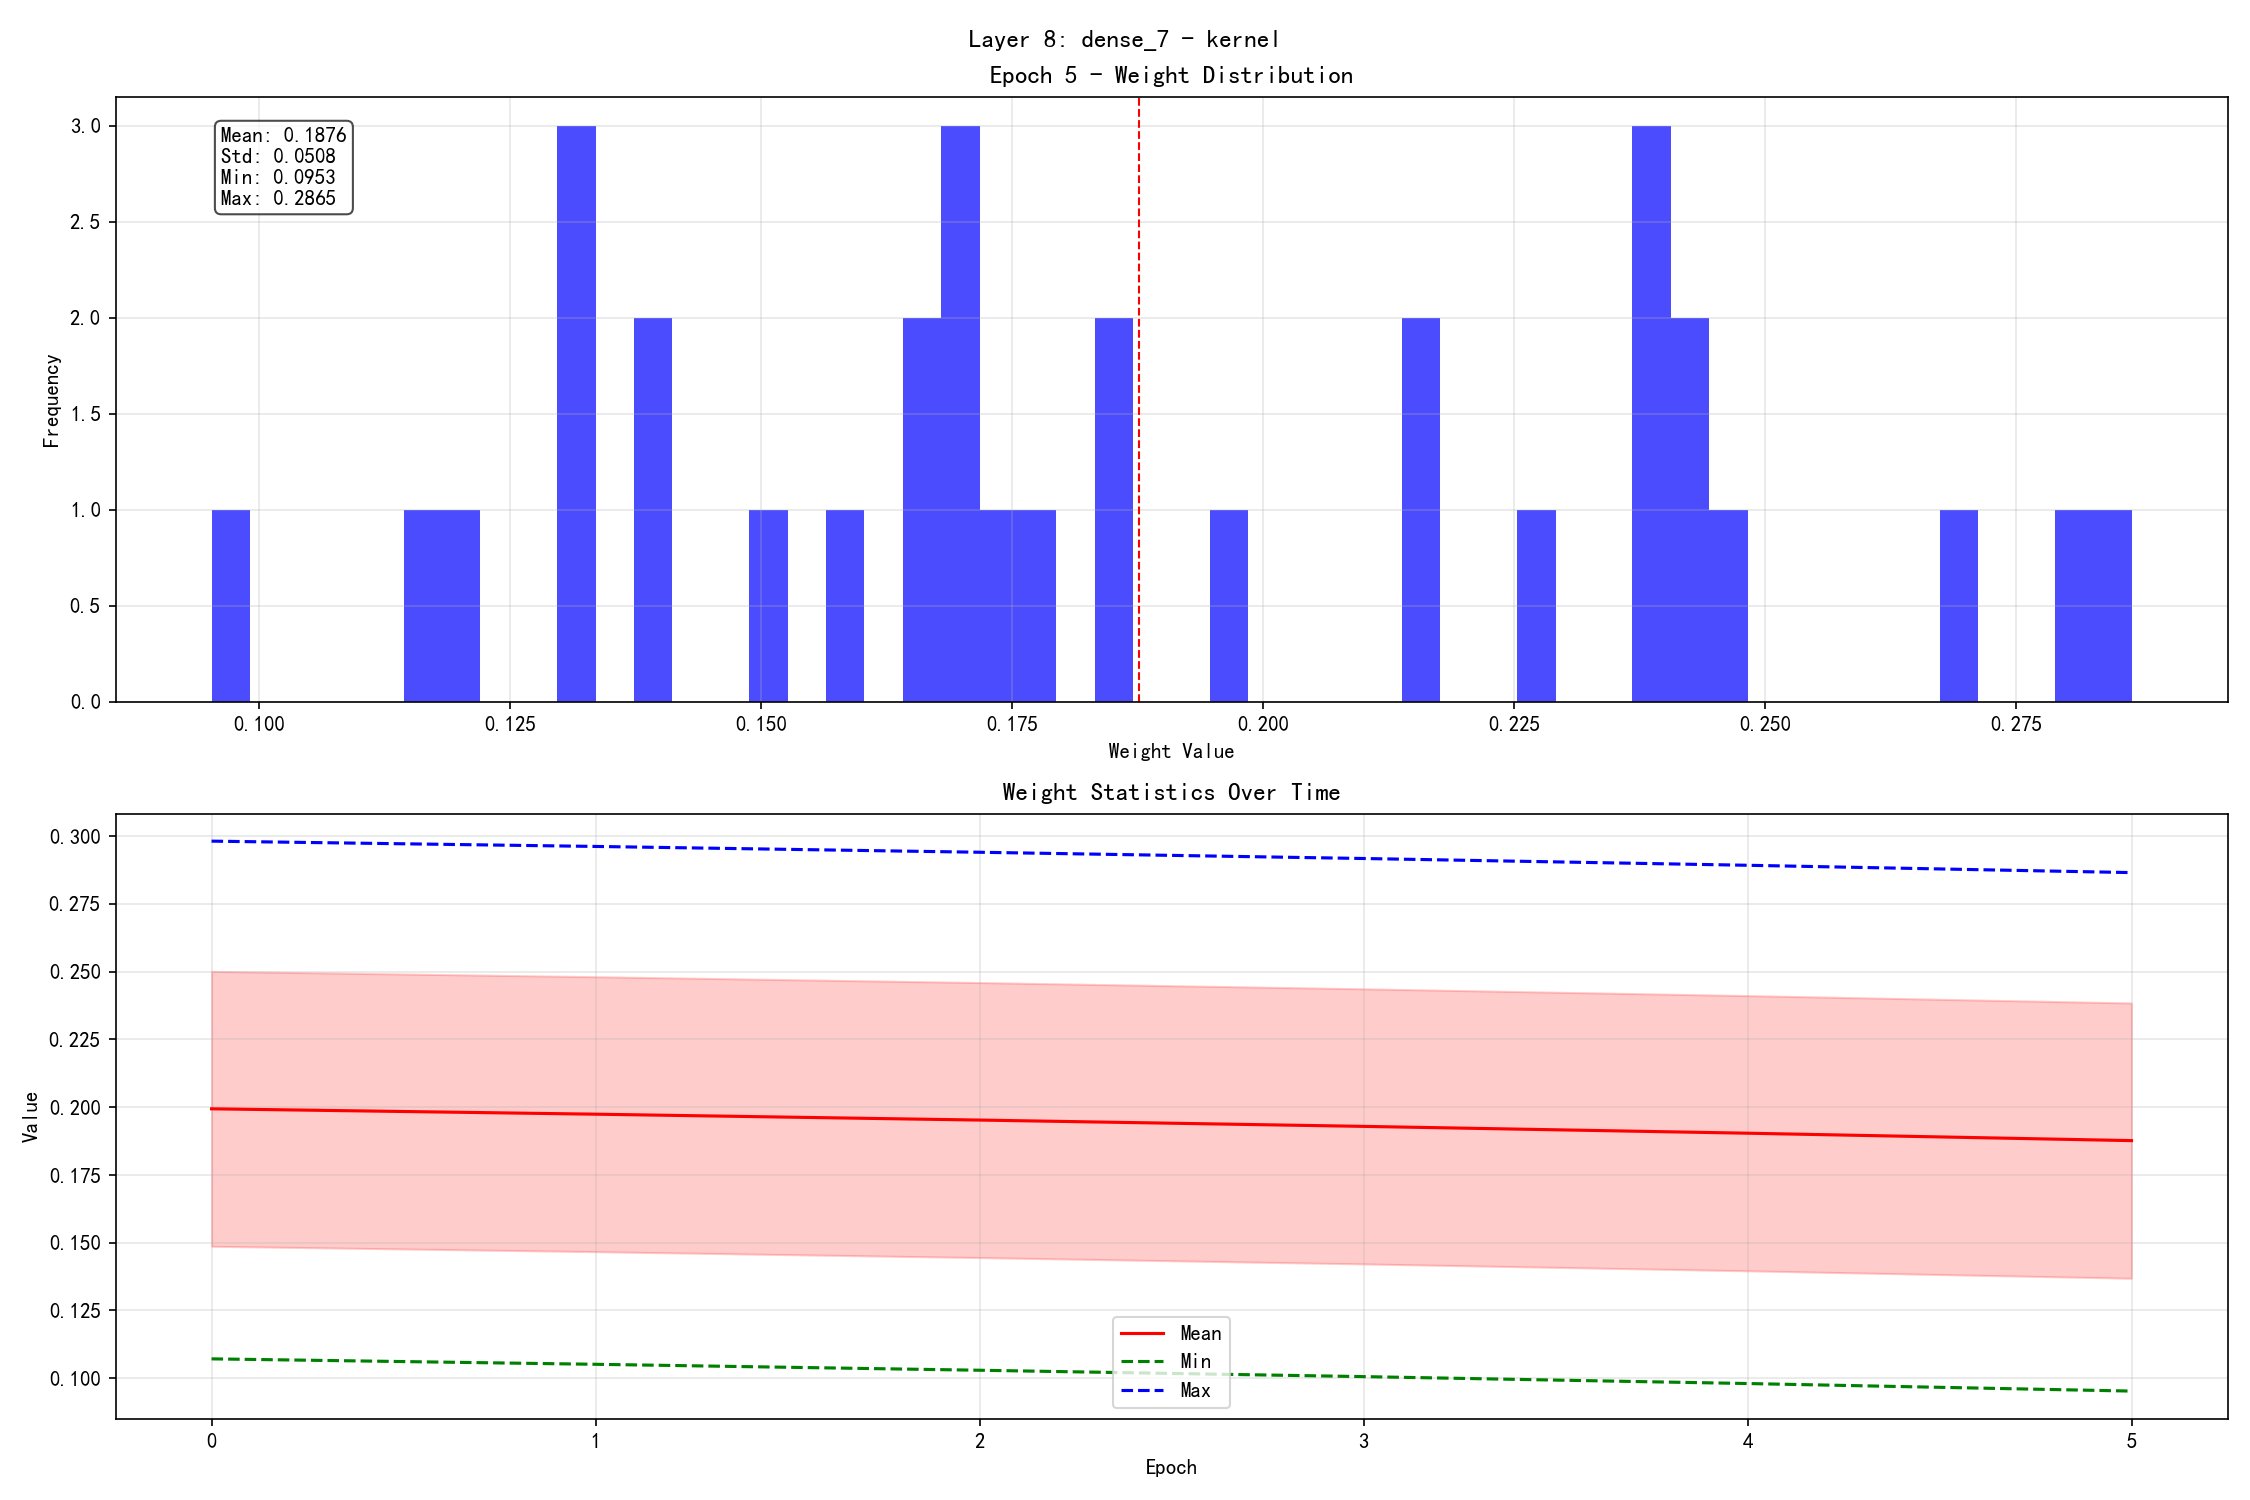 Layer 8: dense_7 - kernel
Epoch 5 - Weight Distribution
Mean: 0.1876
Std: 0.0508
Min: 0.0953
Max: 0.2865
Frequency
3.0
2.5
2.0
1.5
1.0
0.5
0.0
0.100 0.125 0.150 0.175 0.200 0.225 0.250 0.275
Weight Value
Weight Statistics Over Time
Value
0.300
0.275
0.250
0.225
0.200
0.175
0.150
0.125
0.100
Mean
Min
Max
0 1 2 3 4 5
Epoch